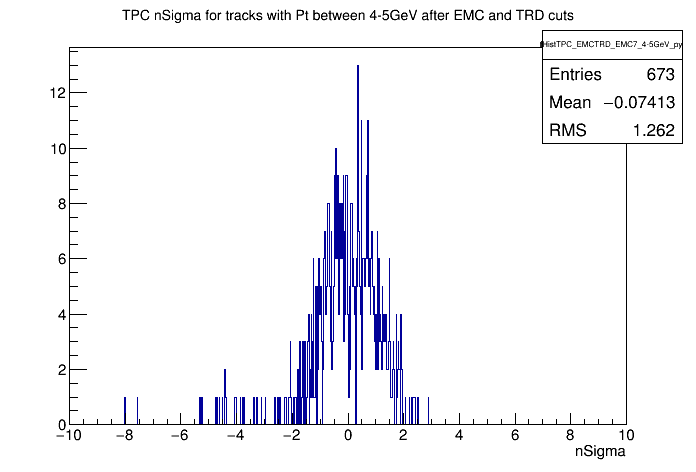 TPC nSigma for tracks with Pt between 4-5GeV after EMC and TRD cuts
HistTPC_EMCTRD_EMC7_4-5GeV_py
Entries 673
Mean −0.07413
RMS 1.262
12
10
8
6
4
2
0
−10 −8 −6 −4 −2 0 2 4 6 8 10
nSigma